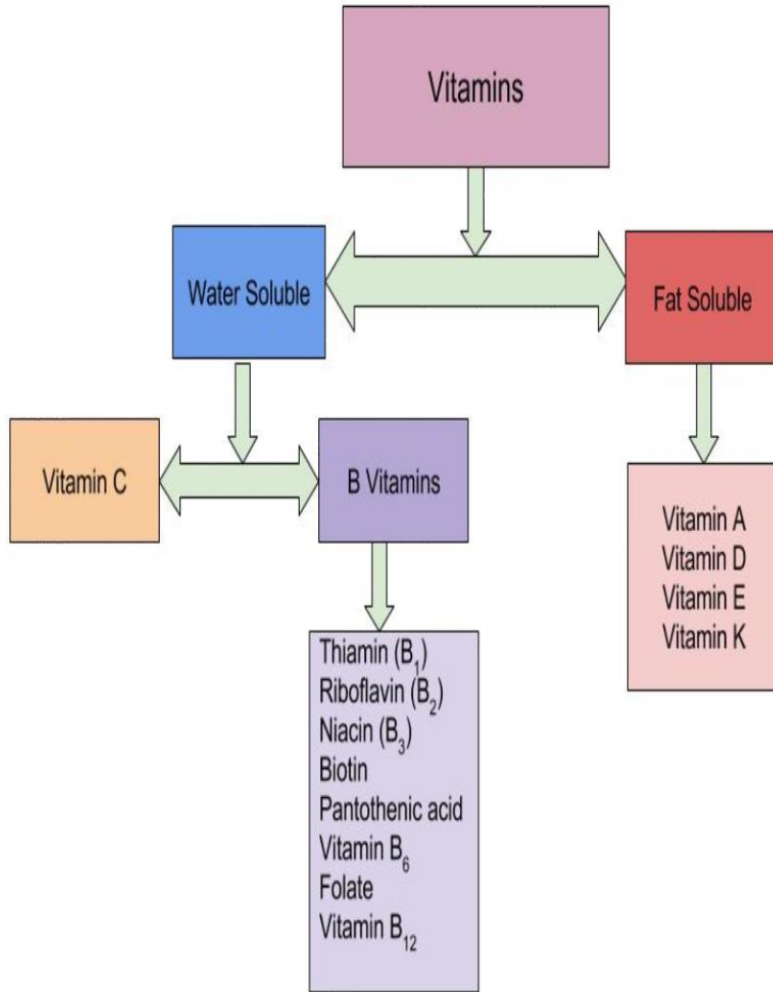 Vitamins
Water Soluble
Fat Soluble
Vitamin C
B Vitamins
Vitamin A
Vitamin D
Vitamin E
Vitamin K
Thiamin (B₁)
Riboflavin (B₂)
Niacin (B₃)
Biotin
Pantothenic acid
Vitamin B₆
Folate
Vitamin B₁₂